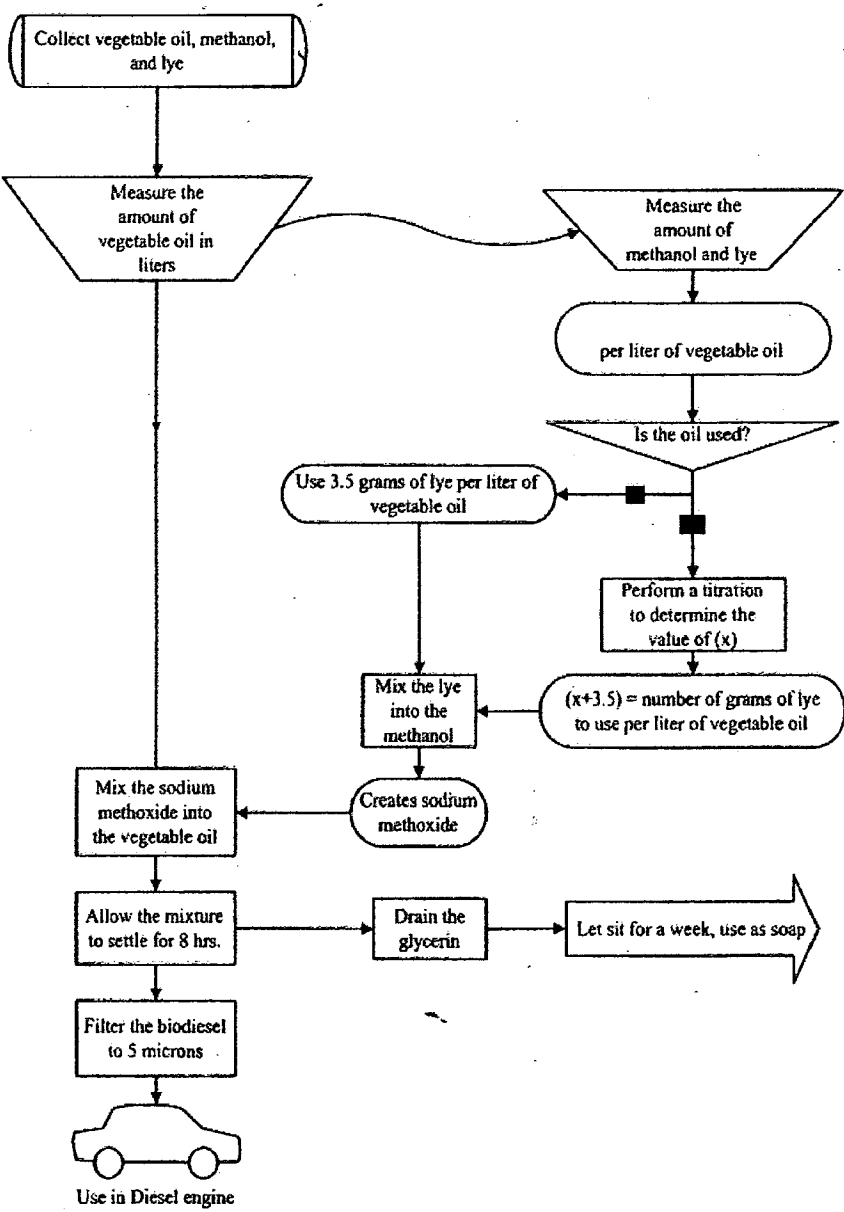 Collect vegetable oil, methanol,
and lye
Measure the
amount of
vegetable oil in
liters
Measure the
amount of
methanol and lye
per liter of vegetable oil
Is the oil used?
Use 3.5 grams of lye per liter of
vegetable oil
Perform a titration
to determine the
value of (x)
(x+3.5) = number of grams of lye
to use per liter of vegetable oil
Mix the lye
into the
methanol
Creates sodium
methoxide
Mix the sodium
methoxide into
the vegetable oil
Allow the mixture
to settle for 8 hrs.
Drain the
glycerin
Let sit for a week, use as soap
Filter the biodiesel
to 5 microns
Use in Diesel engine